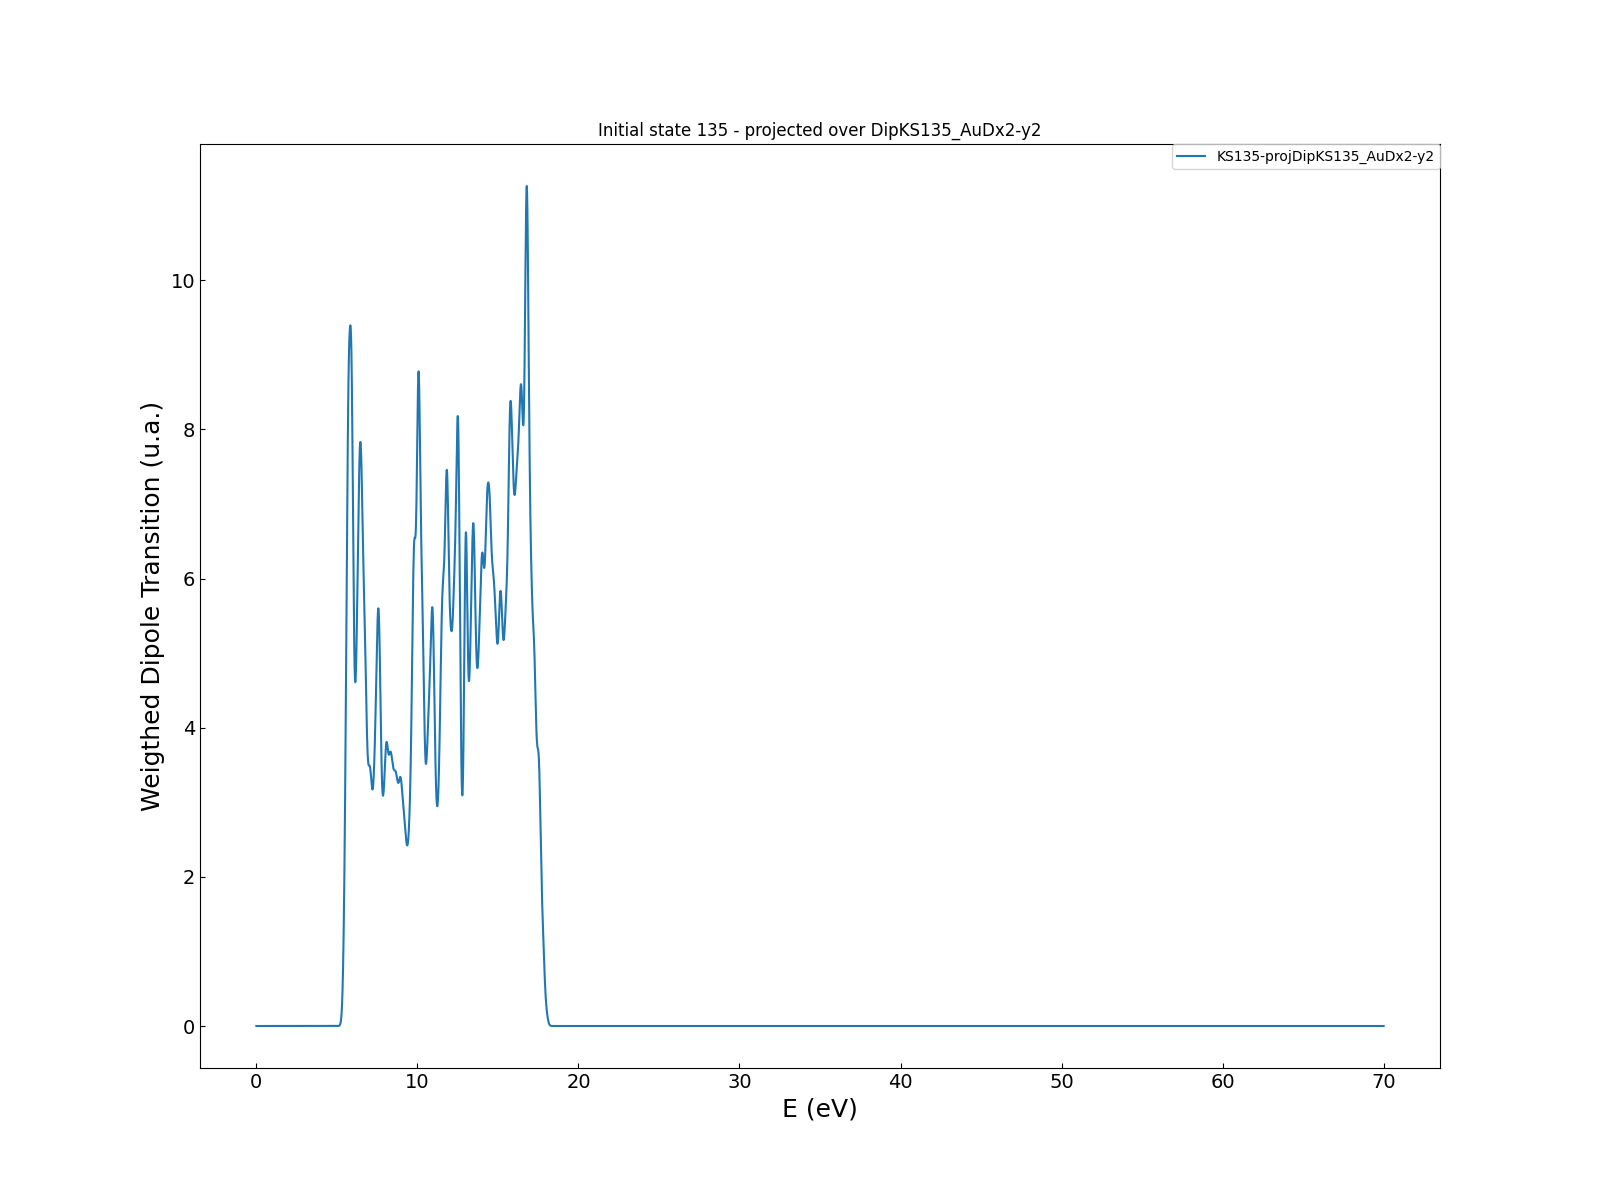 Initial state 135 - projected over DipKS135_AuDx2-y2
KS135-projDipKS135_AuDx2-y2
Weigthed Dipole Transition (u.a.)
10
8
6
4
2
0
0 10 20 30 40 50 60 70
E (eV)